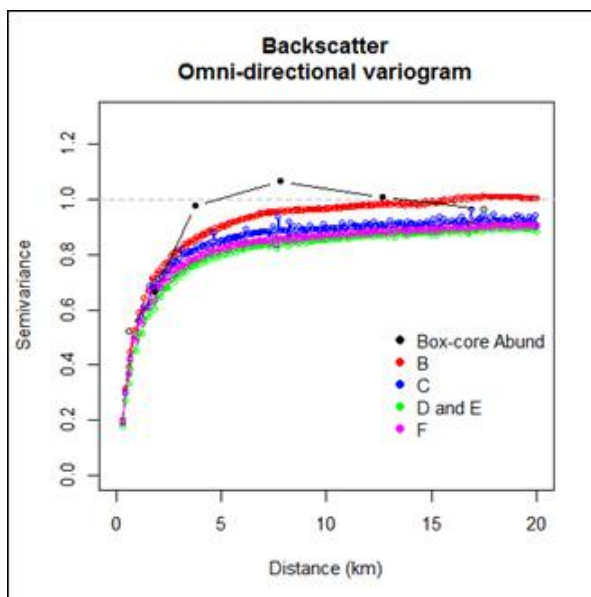 Backscatter
Omni-directional variogram
Semivariance
1.2
1.0
0.8
0.6
0.4
0.2
0.0
Box-core Abund
B
C
D and E
F
0 5 10 15 20
Distance (km)